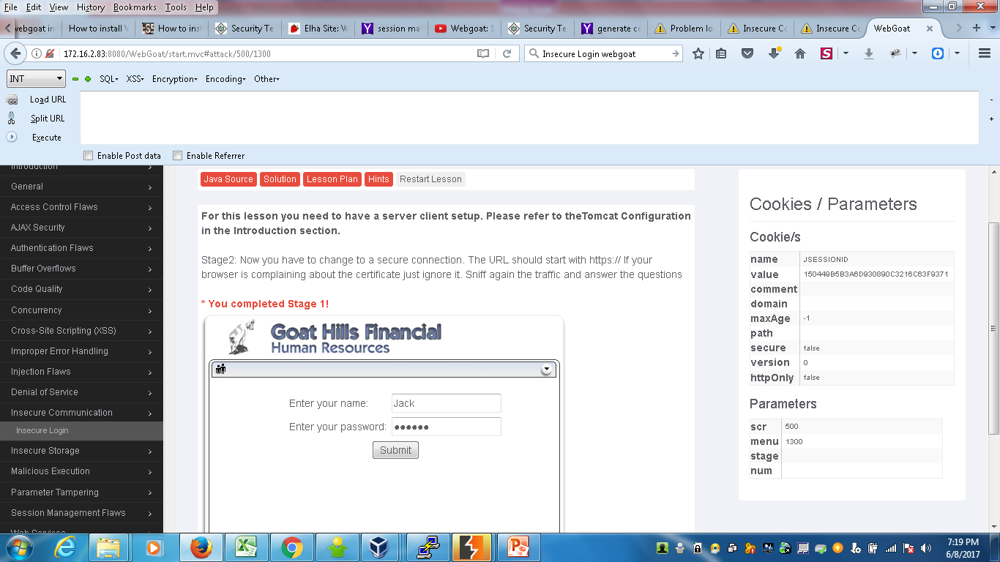 File Edit View History Bookmarks Tools Help
webgoat in How to install V How to inst Security Te Elha Site: W session ma Webgoat: S Security Te generate ce Problem lo Insecure Co Insecure Co WebGoat
172.16.2.83:8080/WebGoat/start.mvc#attack/500/1300 Insecure Login webgoat
INT SQL XSS Encryption Encoding Other
Load URL
Split URL
Execute
Enable Post data Enable Referrer
Introduction
General
Access Control Flaws
AJAX Security
Authentication Flaws
Buffer Overflows
Code Quality
Concurrency
Cross-Site Scripting (XSS)
Improper Error Handling
Injection Flaws
Denial of Service
Insecure Communication
Insecure Login
Insecure Storage
Malicious Execution
Parameter Tampering
Session Management Flaws
Web Services
Java Source Solution Lesson Plan Hints Restart Lesson
For this lesson you need to have a server client setup. Please refer to theTomcat Configuration
in the Introduction section.
Stage2: Now you have to change to a secure connection. The URL should start with https:// If your
browser is complaining about the certificate just ignore it. Sniff again the traffic and answer the questions
* You completed Stage 1!
Goat Hills Financial
Human Resources
Enter your name: Jack
Enter your password: ●●●●●●
Submit
Cookies / Parameters
Cookie/s
name JSESSIONID
value 150449B5B3A6D930890C3216C63F9371
comment
domain
maxAge -1
path
secure false
version 0
httpOnly false
Parameters
scr 500
menu 1300
stage
num
7:19 PM
6/8/2017